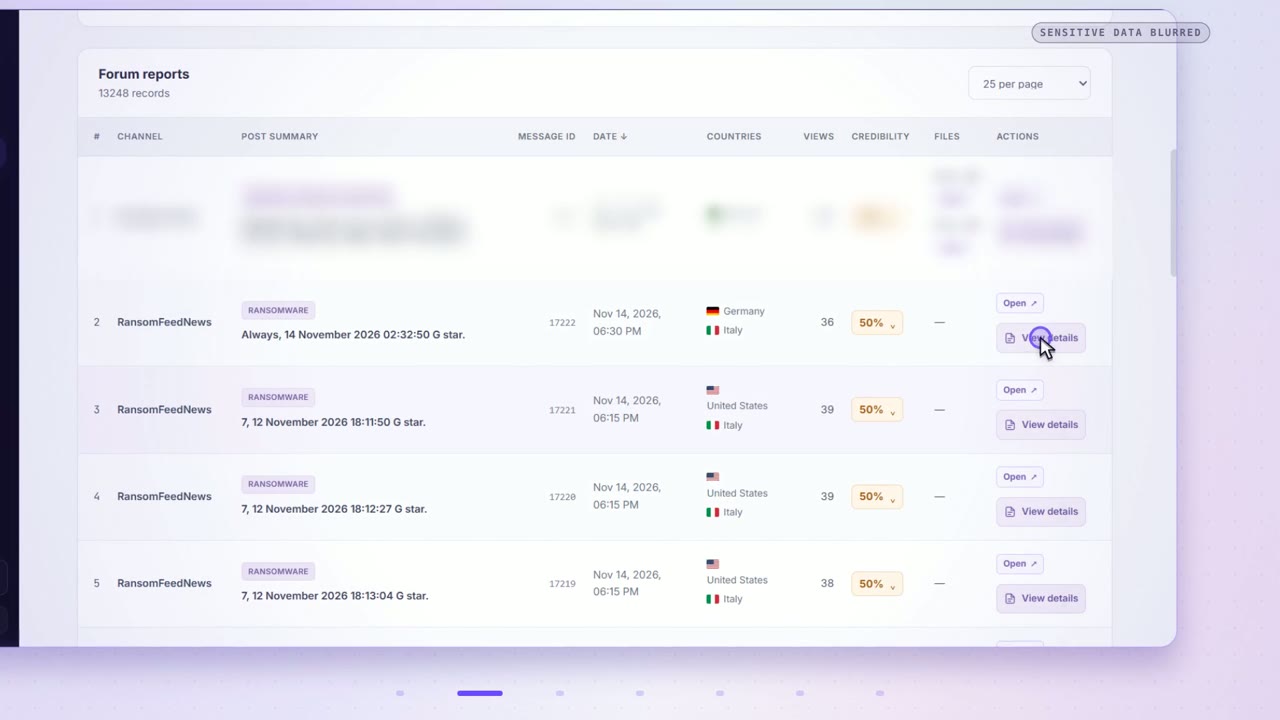 SENSITIVE DATA BLURRED
Forum reports
13248 records
25 per page
# CHANNEL POST SUMMARY MESSAGE ID DATE ↓ COUNTRIES VIEWS CREDIBILITY FILES ACTIONS
RANSOMWARE
2 RansomFeedNews Always, 14 November 2026 02:32:50 G star. 17222 Nov 14, 2026, 06:30 PM Germany Italy 36 50% — Open ↗
View details
RANSOMWARE
3 RansomFeedNews 7, 12 November 2026 18:11:50 G star. 17221 Nov 14, 2026, 06:15 PM United States Italy 39 50% — Open ↗
View details
RANSOMWARE
4 RansomFeedNews 7, 12 November 2026 18:12:27 G star. 17220 Nov 14, 2026, 06:15 PM United States Italy 39 50% — Open ↗
View details
RANSOMWARE
5 RansomFeedNews 7, 12 November 2026 18:13:04 G star. 17219 Nov 14, 2026, 06:15 PM United States Italy 38 50% — Open ↗
View details